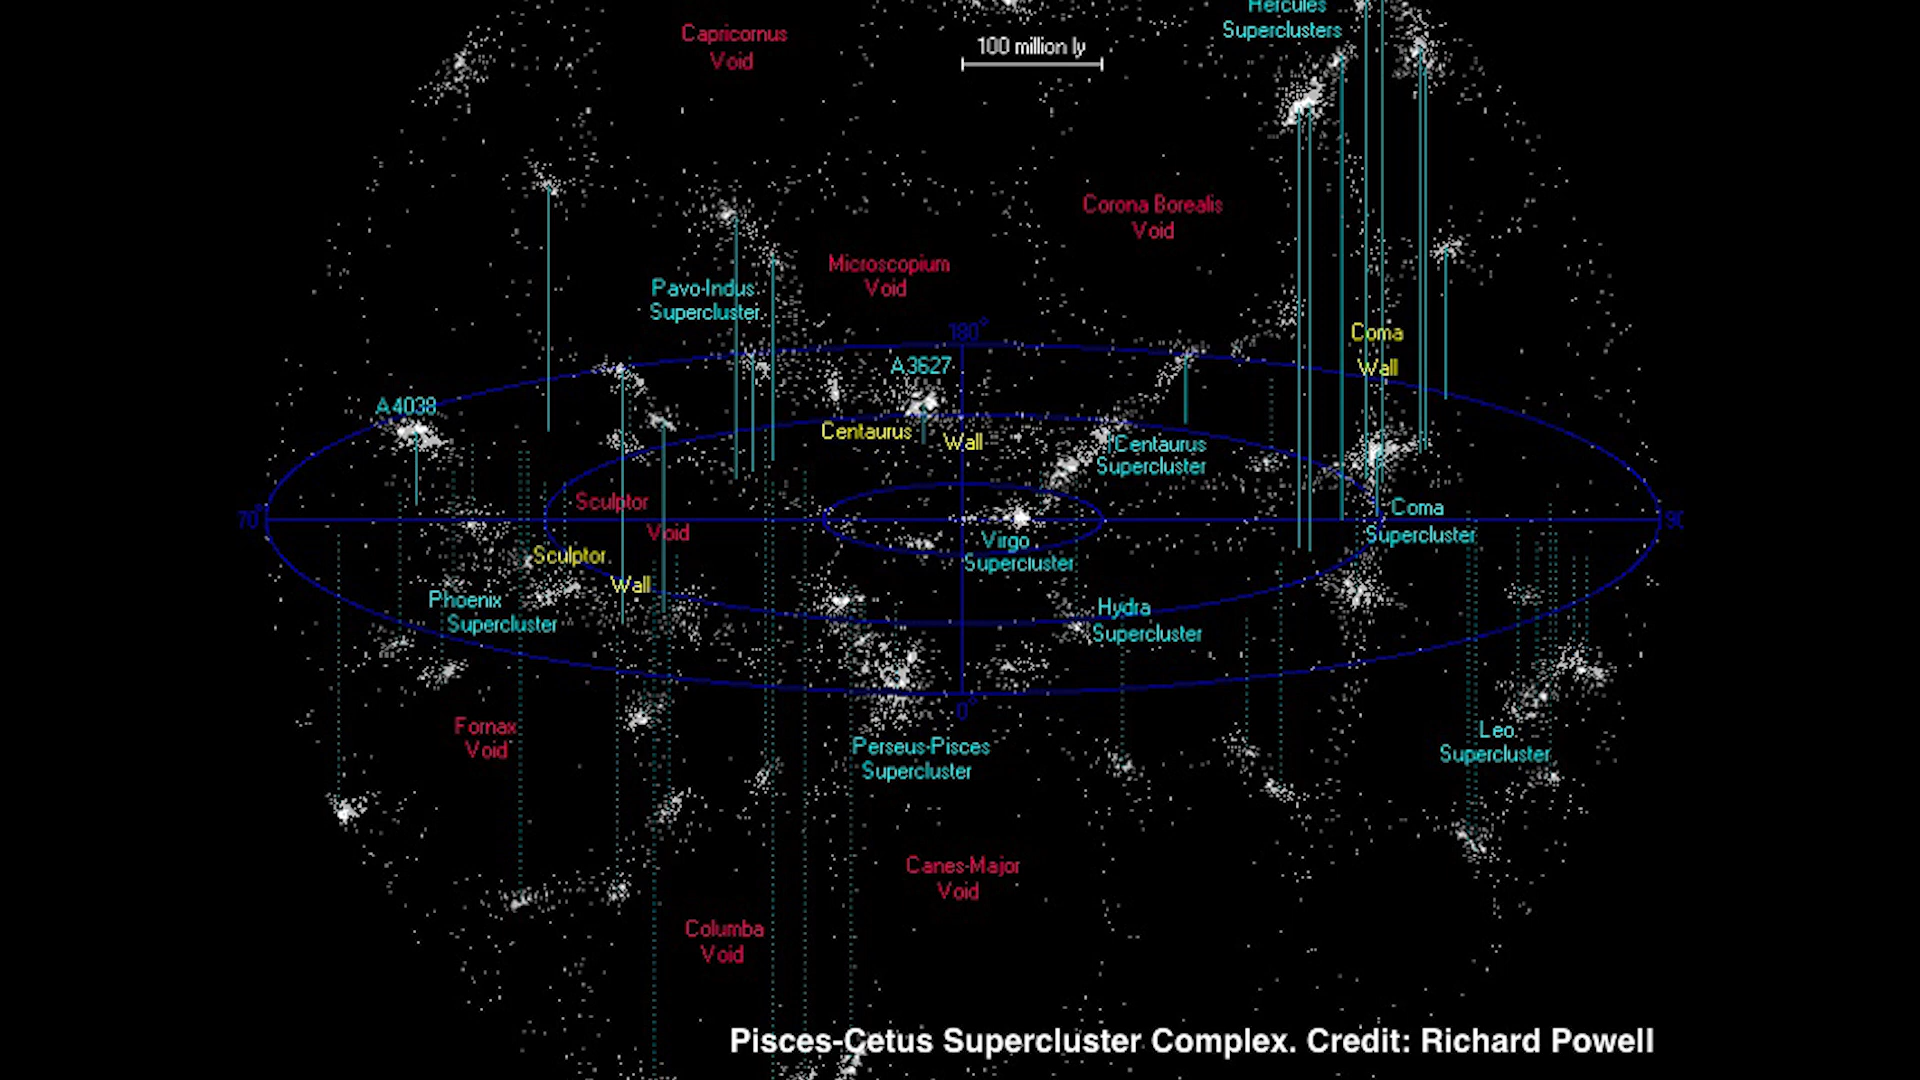 Hercules
Superclusters
Capricornus
Void
100 million ly
Corona Borealis
Void
Microscopium
Void
Pavo-Indus
Supercluster
180°
Coma
Wall
A3627
A4038
Centaurus
Wall
Centaurus
Supercluster
Sculptor
Void
70°
90
Coma
Supercluster
Virgo
Supercluster
Sculptor
Wall
Phoenix
Supercluster
Hydra
Supercluster
0°
Fornax
Void
Perseus-Pisces
Supercluster
Leo
Supercluster
Canes-Major
Void
Columba
Void
Pisces-Cetus Supercluster Complex. Credit: Richard Powell